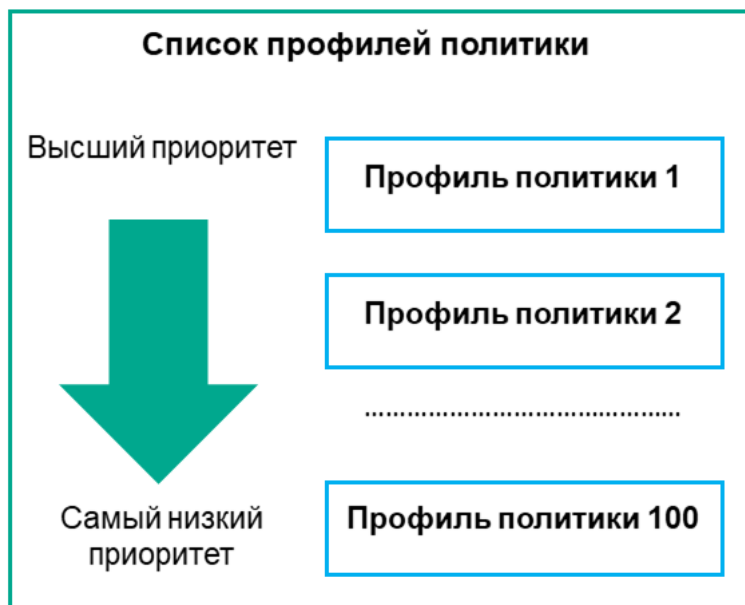 Список профилей политики
Высший приоритет
Профиль политики 1
Профиль политики 2
................................................
Самый низкий
приоритет
Профиль политики 100